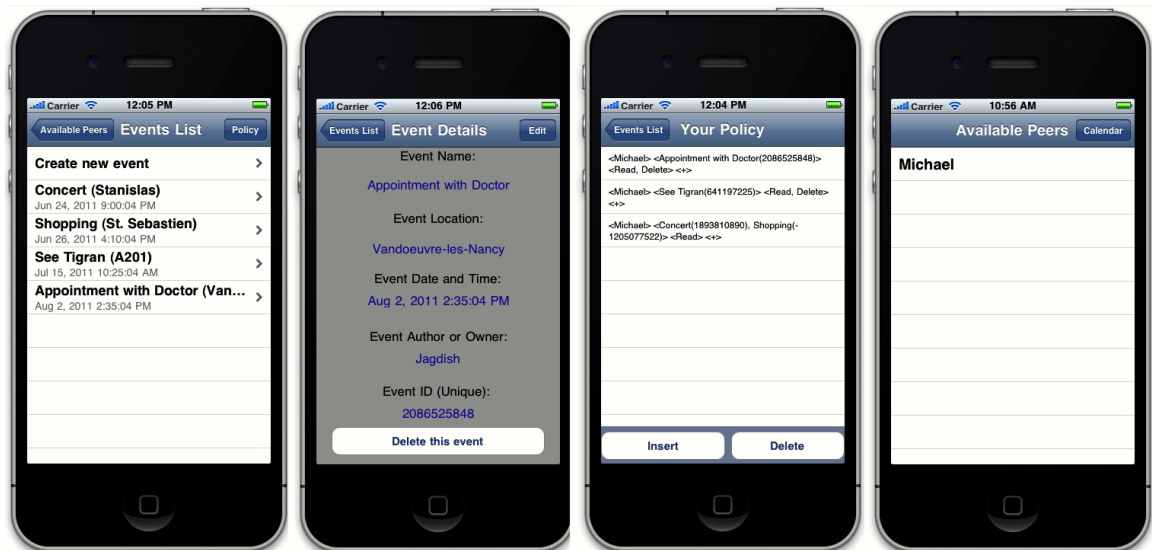 Carrier 12:05 PM
Available Peers Events List Policy
Create new event
Concert (Stanislas)
Jun 24, 2011 9:00:04 PM
Shopping (St. Sebastien)
Jun 26, 2011 4:10:04 PM
See Tigran (A201)
Jul 15, 2011 10:25:04 AM
Appointment with Doctor (Van...
Aug 2, 2011 2:35:04 PM
Carrier 12:06 PM
Events List Event Details Edit
Event Name:
Appointment with Doctor
Event Location:
Vandoeuvre-les-Nancy
Event Date and Time:
Aug 2, 2011 2:35:04 PM
Event Author or Owner:
Jagdish
Event ID (Unique):
2086525848
Delete this event
Carrier 12:04 PM
Events List Your Policy
<Michael> <Appointment with Doctor(2086525848)>
<Read, Delete> <+>
<Michael> <See Tigran(641197225)> <Read, Delete>
<+>
<Michael> <Concert(1893810890), Shopping(-
1205077522)> <Read> <+>
Insert Delete
Carrier 10:56 AM
Available Peers Calendar
Michael